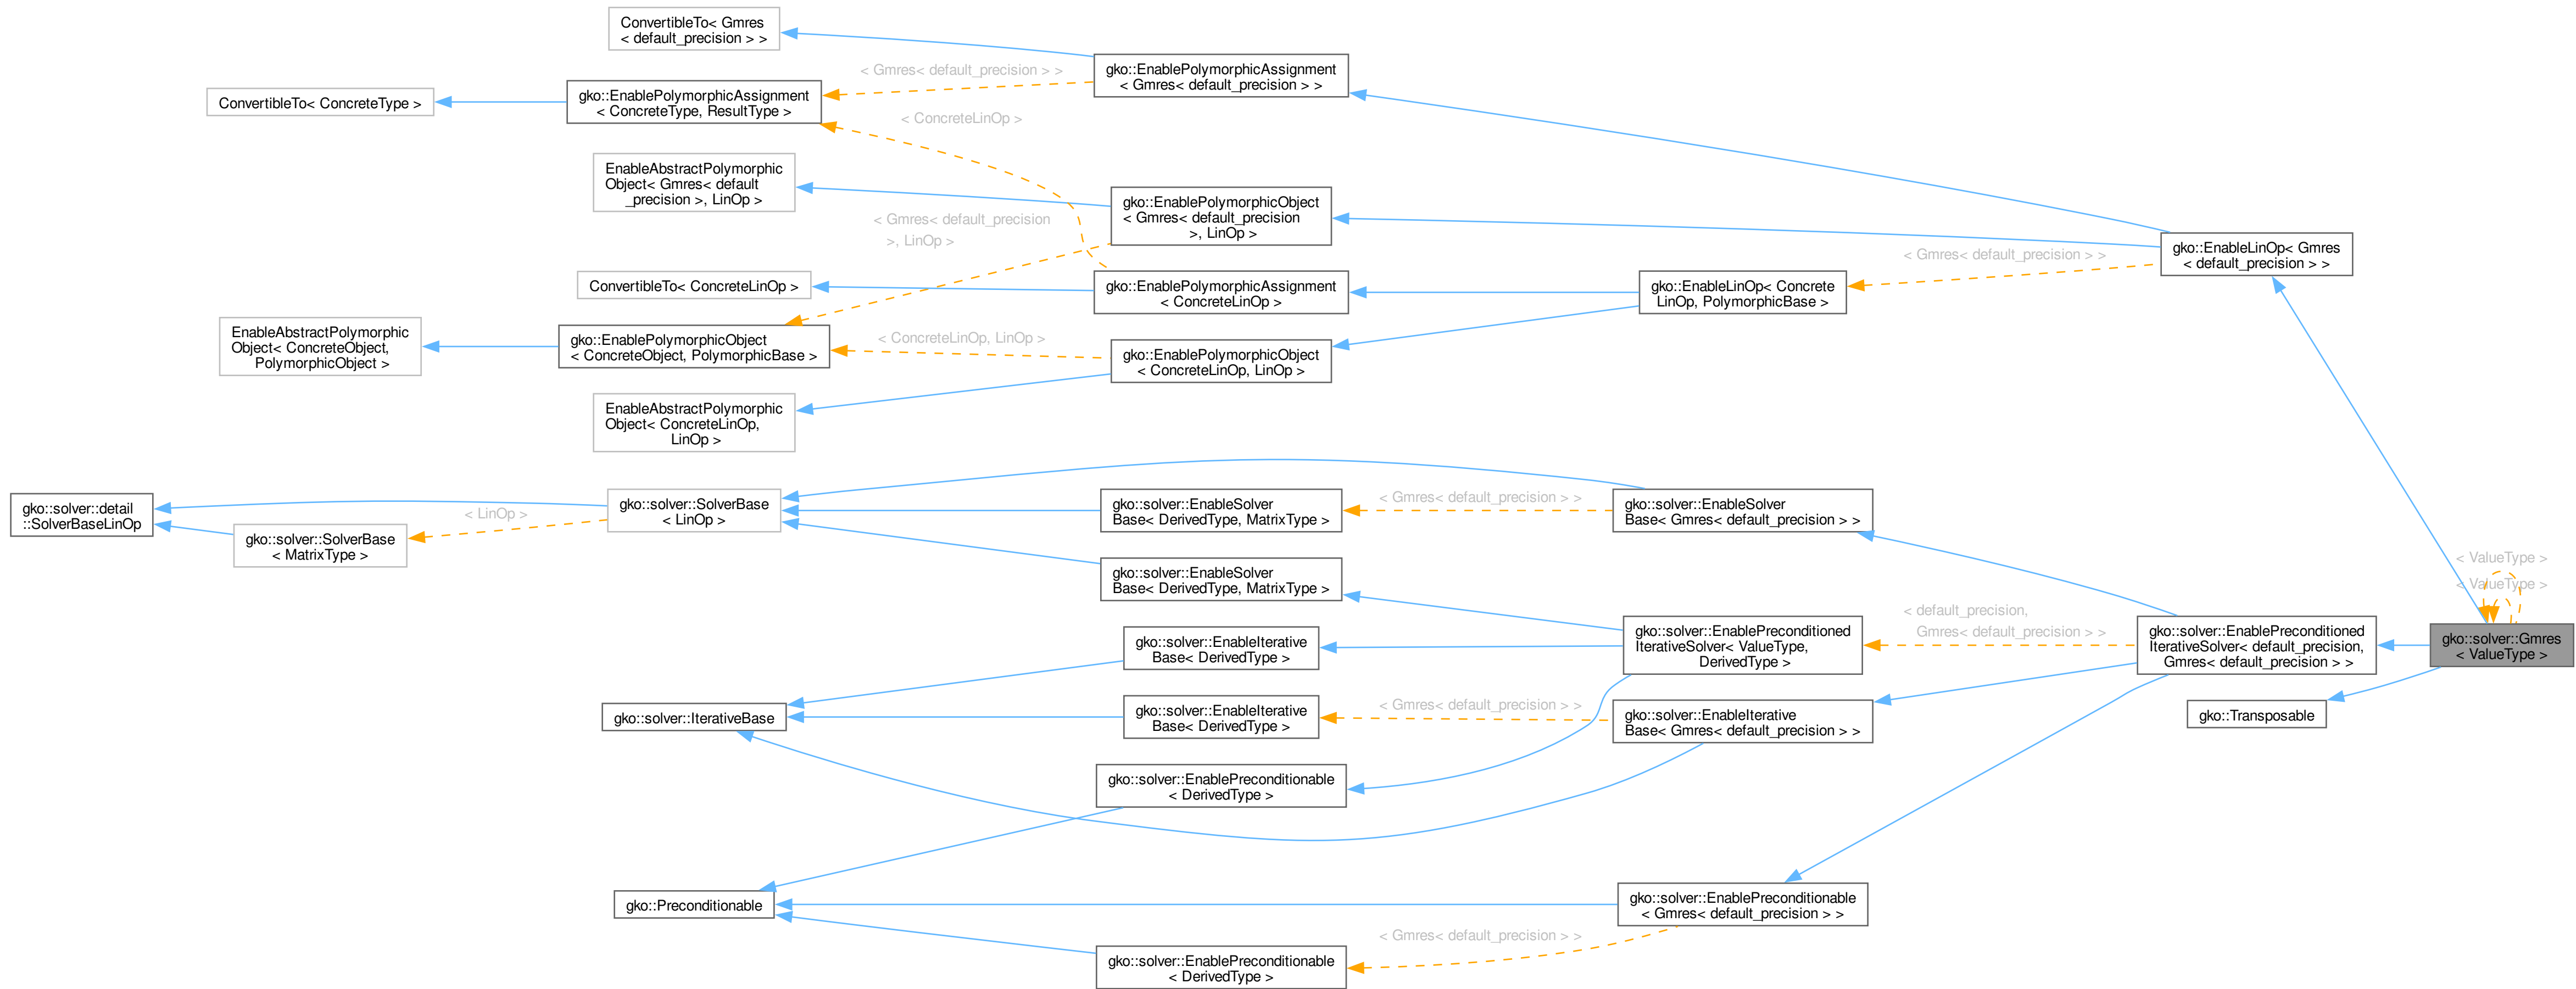 ConvertibleTo< Gmres
< default_precision > >
gko::EnablePolymorphicAssignment
< Gmres< default_precision > >
< Gmres< default_precision > >
ConvertibleTo< ConcreteType >
gko::EnablePolymorphicAssignment
< ConcreteType, ResultType >
< ConcreteLinOp >
EnableAbstractPolymorphic
Object< Gmres< default
_precision >, LinOp >
gko::EnablePolymorphicObject
< Gmres< default_precision
>, LinOp >
< Gmres< default_precision
>, LinOp >
gko::EnableLinOp< Gmres
< default_precision > >
< Gmres< default_precision > >
ConvertibleTo< ConcreteLinOp >
gko::EnablePolymorphicAssignment
< ConcreteLinOp >
gko::EnableLinOp< Concrete
LinOp, PolymorphicBase >
EnableAbstractPolymorphic
Object< ConcreteObject,
PolymorphicObject >
gko::EnablePolymorphicObject
< ConcreteObject, PolymorphicBase >
< ConcreteLinOp, LinOp >
gko::EnablePolymorphicObject
< ConcreteLinOp, LinOp >
EnableAbstractPolymorphic
Object< ConcreteLinOp,
LinOp >
gko::solver::detail
::SolverBaseLinOp
gko::solver::SolverBase
< MatrixType >
< LinOp >
gko::solver::SolverBase
< LinOp >
gko::solver::EnableSolver
Base< DerivedType, MatrixType >
< Gmres< default_precision > >
gko::solver::EnableSolver
Base< Gmres< default_precision > >
gko::solver::EnableSolver
Base< DerivedType, MatrixType >
< ValueType >
< ValueType >
gko::solver::EnableIterative
Base< DerivedType >
gko::solver::EnablePreconditioned
IterativeSolver< ValueType,
DerivedType >
< default_precision,
Gmres< default_precision > >
gko::solver::EnablePreconditioned
IterativeSolver< default_precision,
Gmres< default_precision > >
gko::solver::Gmres
< ValueType >
gko::solver::IterativeBase
gko::solver::EnableIterative
Base< DerivedType >
< Gmres< default_precision > >
gko::solver::EnableIterative
Base< Gmres< default_precision > >
gko::Transposable
gko::solver::EnablePreconditionable
< DerivedType >
gko::Preconditionable
gko::solver::EnablePreconditionable
< Gmres< default_precision > >
< Gmres< default_precision > >
gko::solver::EnablePreconditionable
< DerivedType >